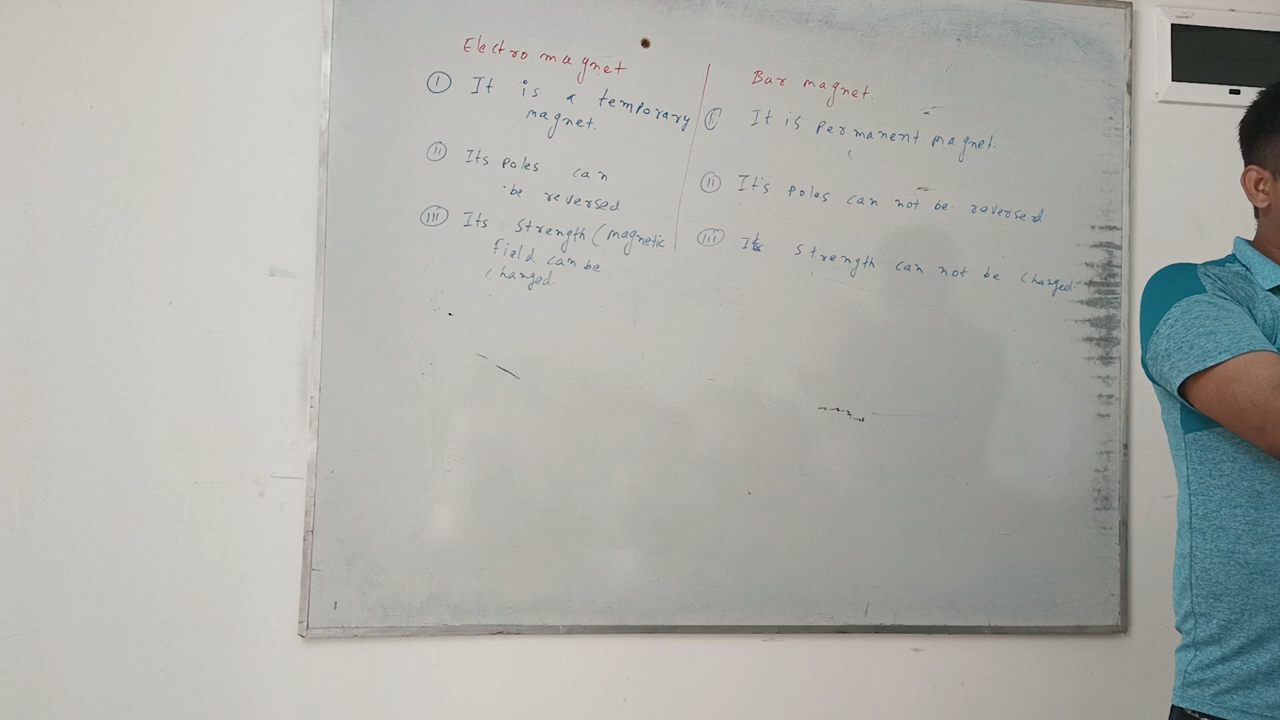 Electro magnet
(I) It is a temporary
magnet.
(II) Its poles can
be reversed
(III) Its strength (magnetic
field can be
changed.
Bar magnet.
(I) It is permanent magnet.
(II) It's poles can not be reversed
(III) Its strength can not be changed.